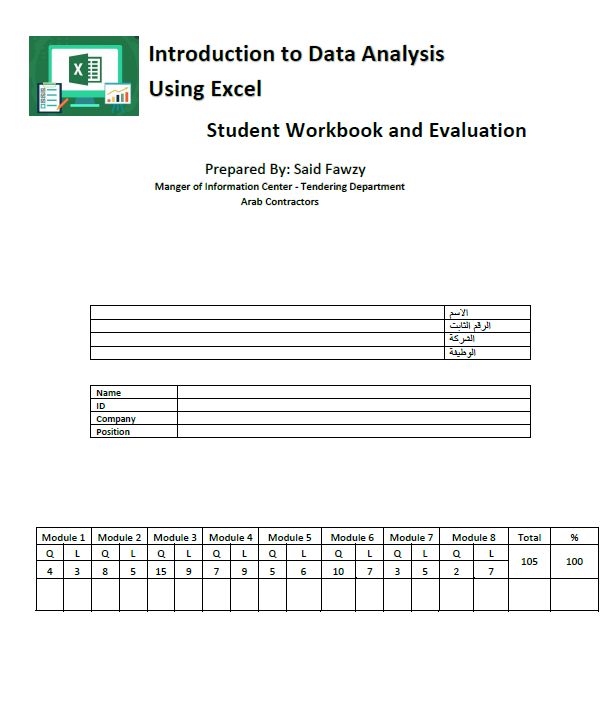 Introduction to Data Analysis
Using Excel
Student Workbook and Evaluation
Prepared By: Said Fawzy
Manger of Information Center - Tendering Department
Arab Contractors
الاسم
الرقم الثابت
الشركة
الوظيفة
Name
ID
Company
Position
Module 1 Module 2 Module 3 Module 4 Module 5 Module 6 Module 7 Module 8 Total %
Q L Q L Q L Q L Q L Q L Q L Q L 105 100
4 3 8 5 15 9 7 9 5 6 10 7 3 5 2 7